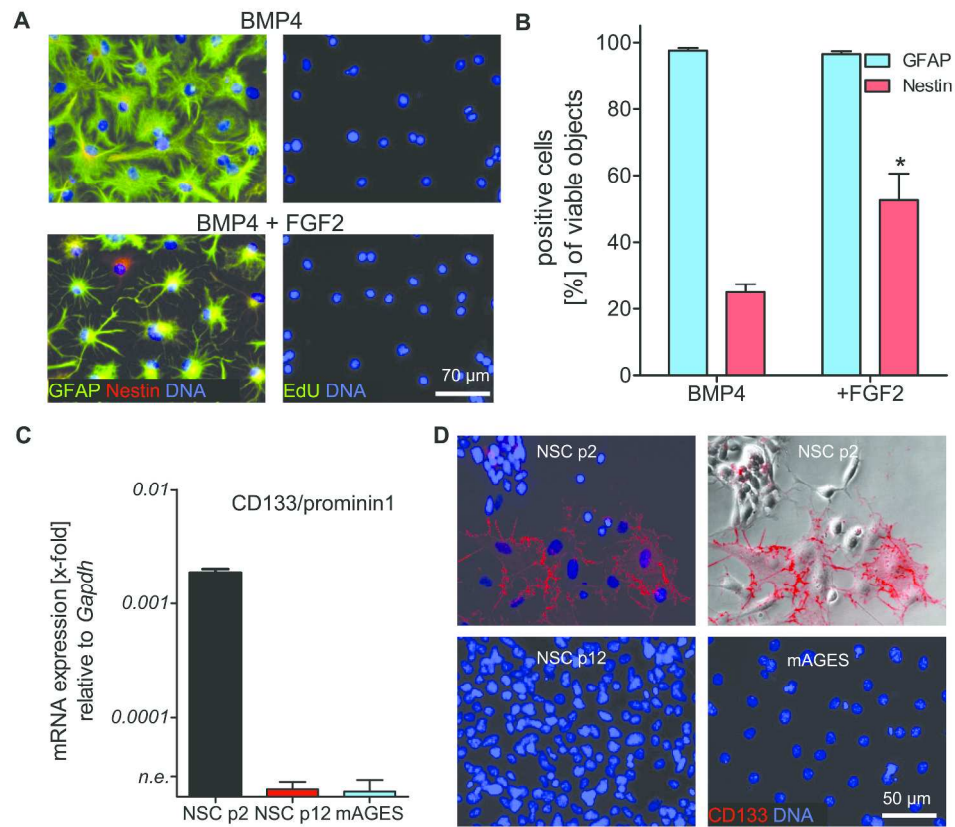 A
BMP4
BMP4 + FGF2
GFAP Nestin DNA
EdU DNA
70 µm
B
positive cells
[%] of viable objects
100
80
60
40
20
0
GFAP
Nestin
*
BMP4
+FGF2
C
CD133/prominin1
mRNA expression [x-fold]
relative to Gapdh
0.01
0.001
0.0001
n.e.
NSC p2 NSC p12 mAGES
D
NSC p2
NSC p2
NSC p12
mAGES
CD133 DNA
50 µm